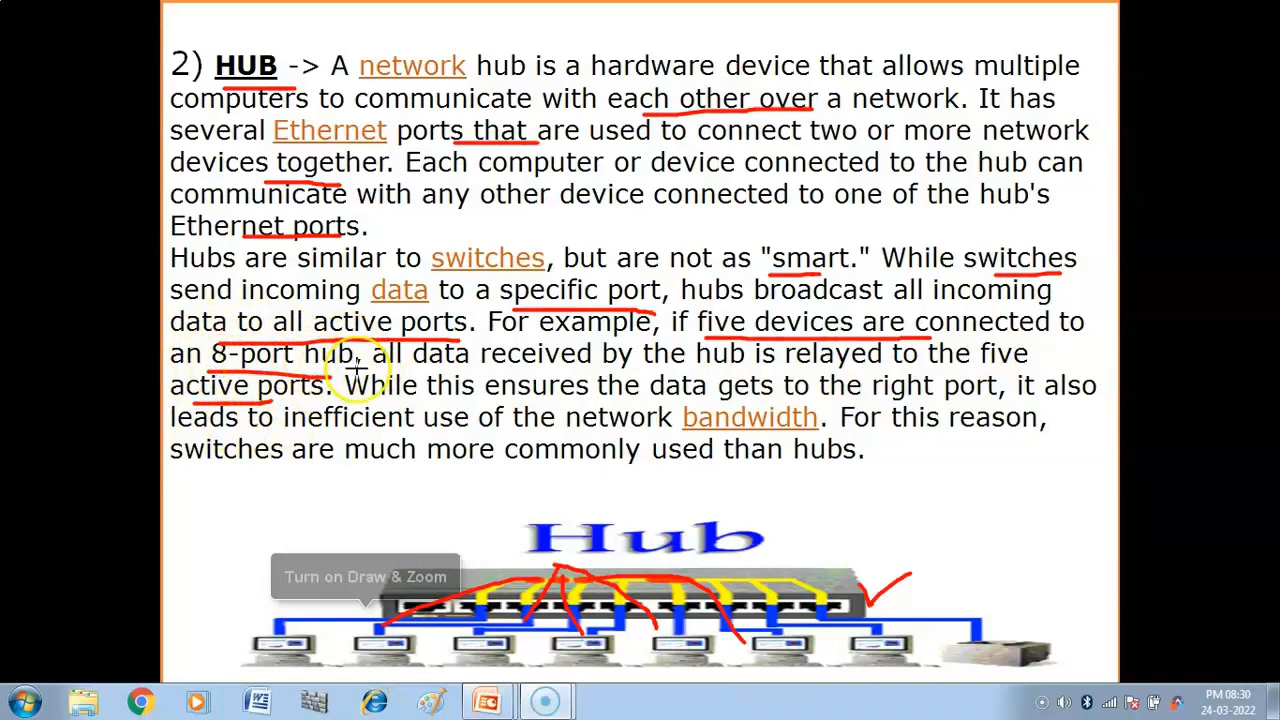 2) HUB -> A network hub is a hardware device that allows multiple
computers to communicate with each other over a network. It has
several Ethernet ports that are used to connect two or more network
devices together. Each computer or device connected to the hub can
communicate with any other device connected to one of the hub's
Ethernet ports.
Hubs are similar to switches, but are not as "smart." While switches
send incoming data to a specific port, hubs broadcast all incoming
data to all active ports. For example, if five devices are connected to
an 8-port hub, all data received by the hub is relayed to the five
active ports. While this ensures the data gets to the right port, it also
leads to inefficient use of the network bandwidth. For this reason,
switches are much more commonly used than hubs.
Hub
Turn on Draw & Zoom
PM 08:30
24-03-2022